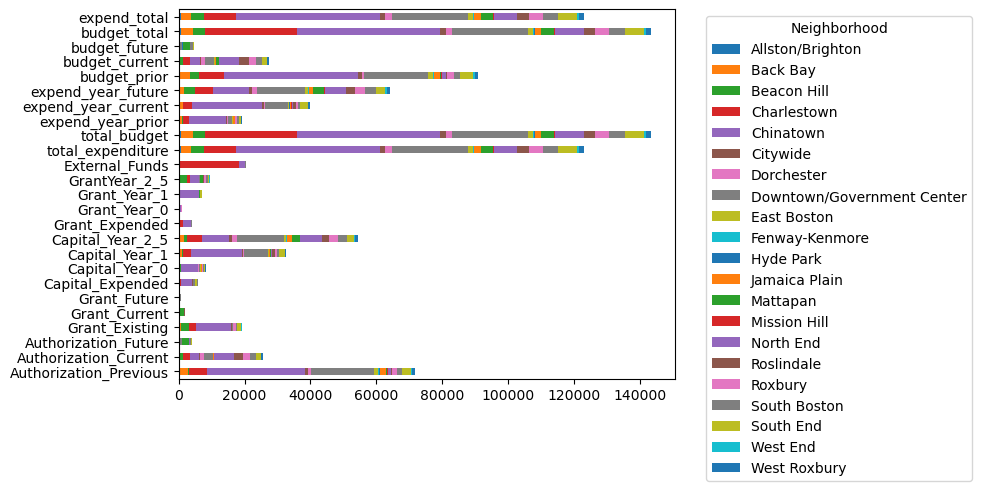 expend_total
budget_total
budget_future
budget_current
budget_prior
expend_year_future
expend_year_current
expend_year_prior
total_budget
total_expenditure
External_Funds
GrantYear_2_5
Grant_Year_1
Grant_Year_0
Grant_Expended
Capital_Year_2_5
Capital_Year_1
Capital_Year_0
Capital_Expended
Grant_Future
Grant_Current
Grant_Existing
Authorization_Future
Authorization_Current
Authorization_Previous
0 20000 40000 60000 80000 100000 120000 140000
Neighborhood
Allston/Brighton
Back Bay
Beacon Hill
Charlestown
Chinatown
Citywide
Dorchester
Downtown/Government Center
East Boston
Fenway-Kenmore
Hyde Park
Jamaica Plain
Mattapan
Mission Hill
North End
Roslindale
Roxbury
South Boston
South End
West End
West Roxbury